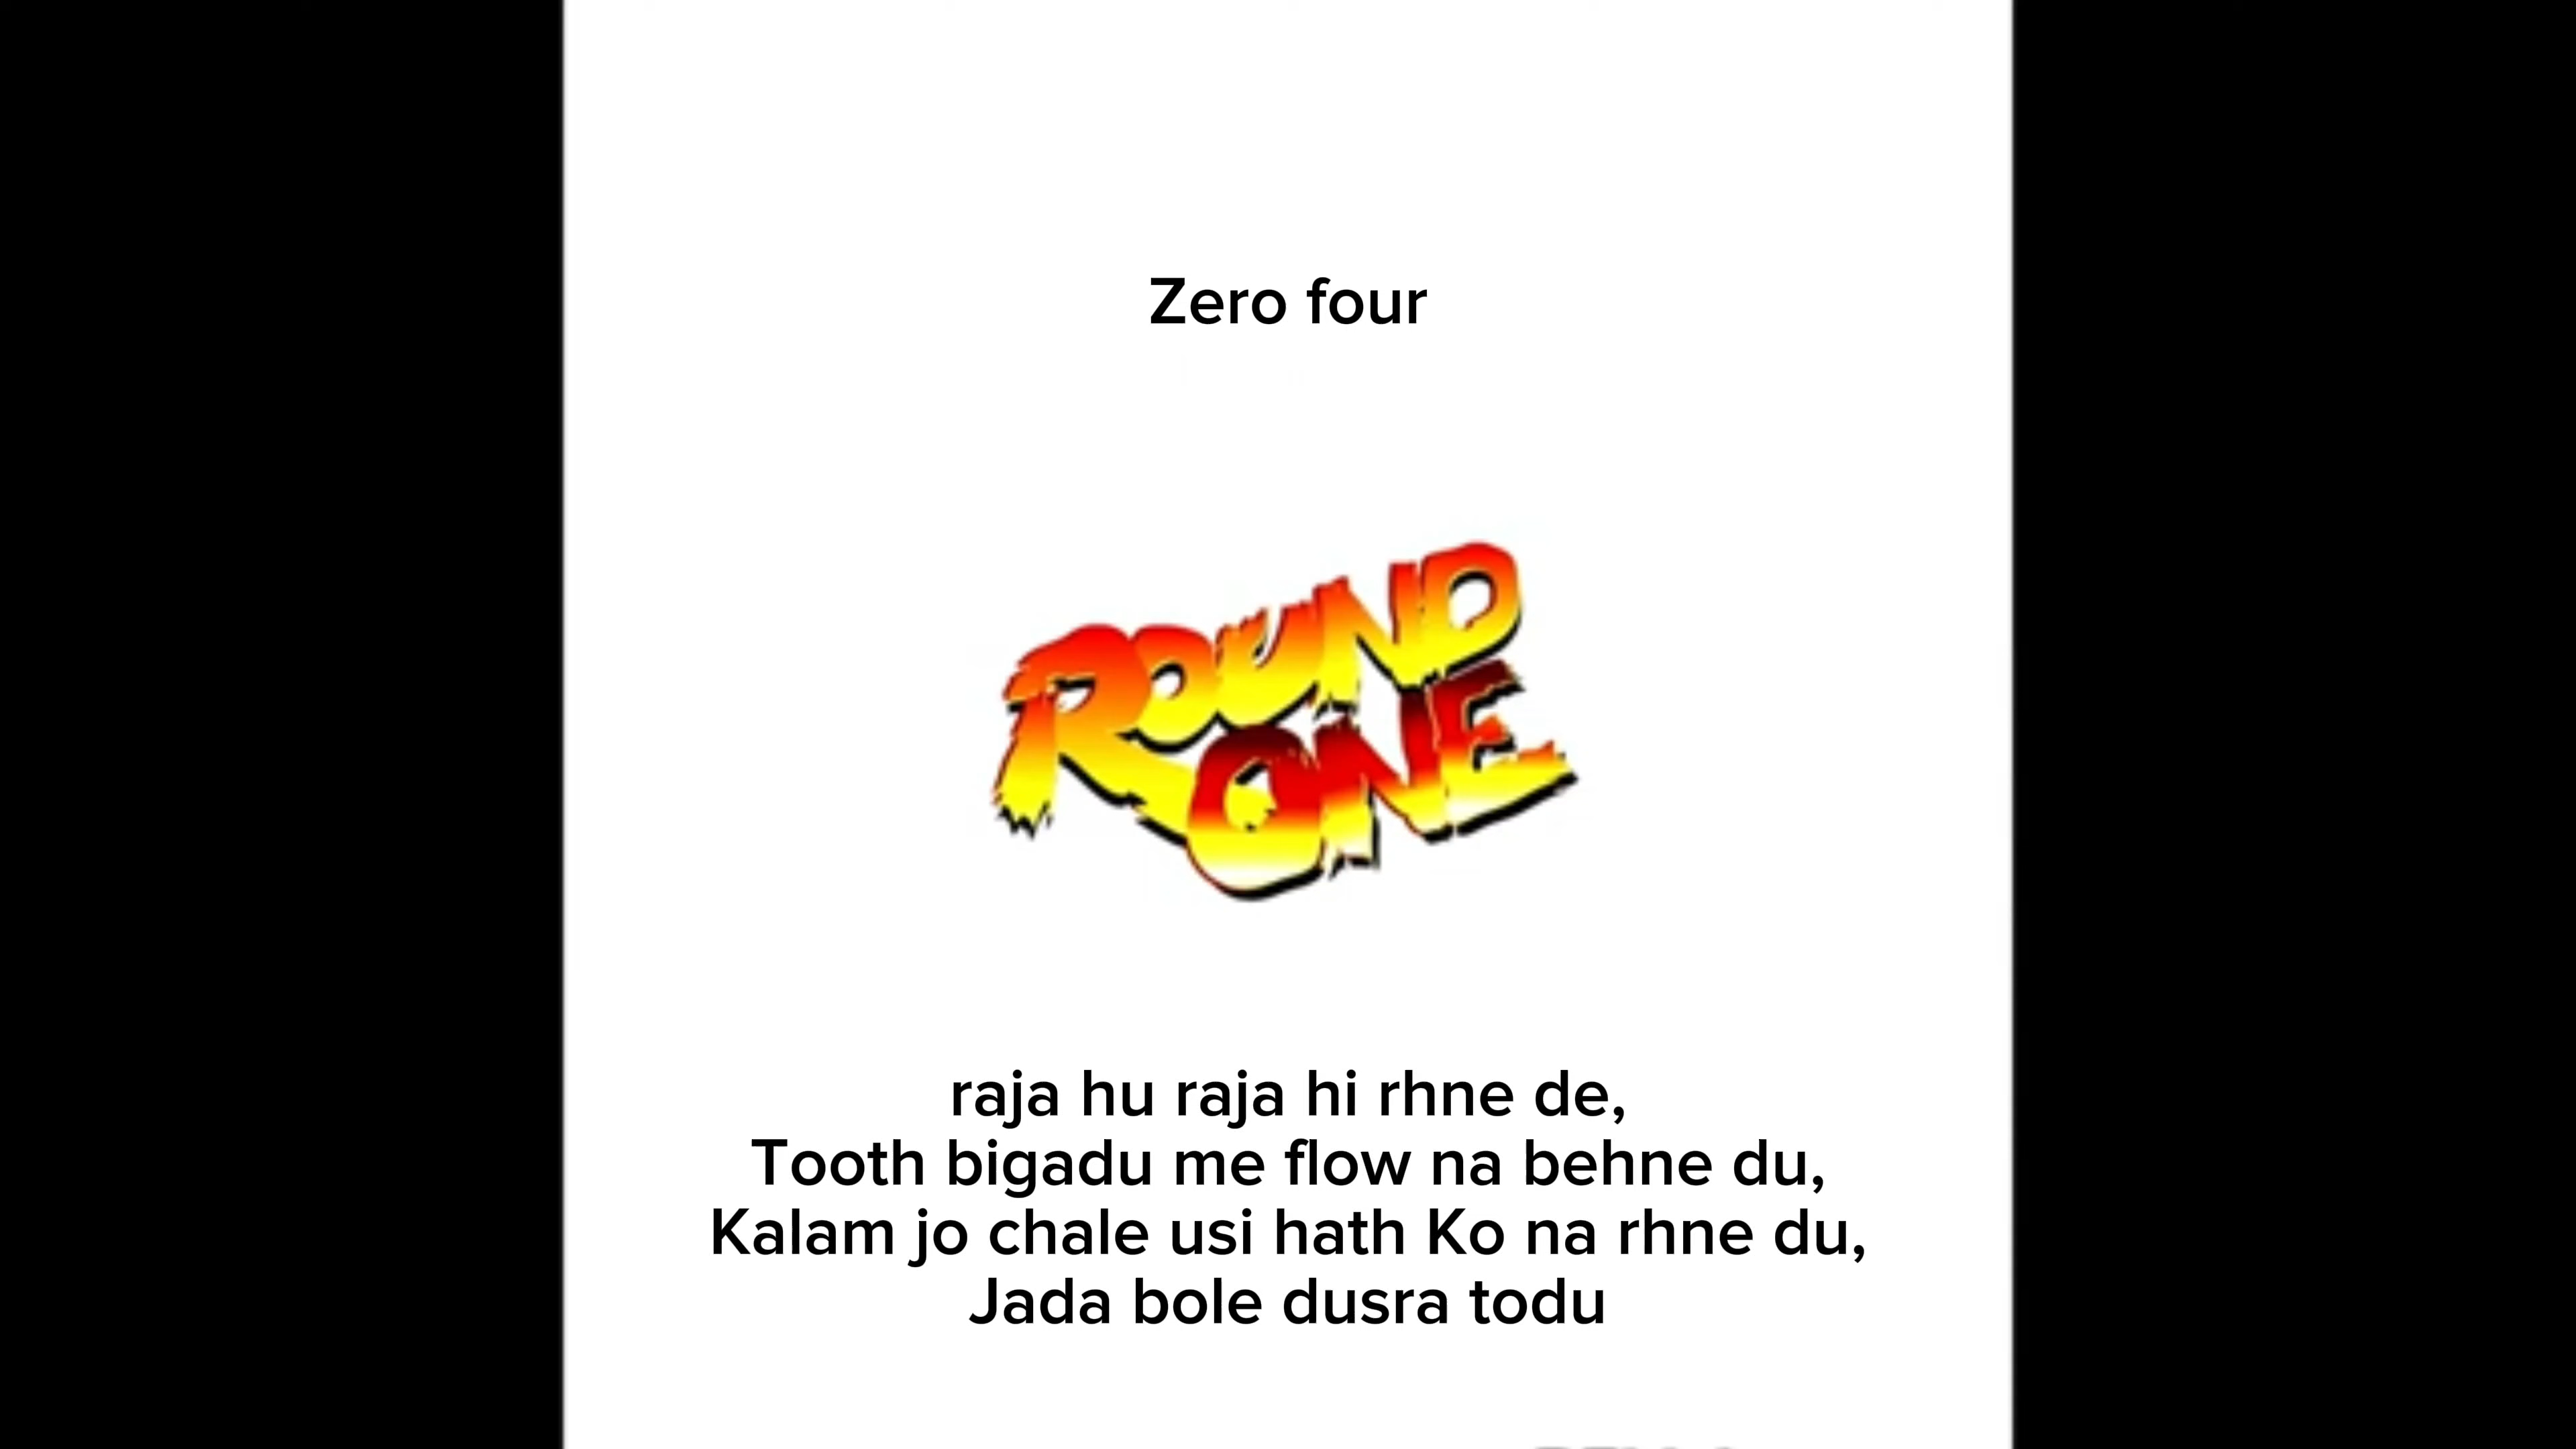 Zero four
ROUND
ONE
raja hu raja hi rhne de,
Tooth bigadu me flow na behne du,
Kalam jo chale usi hath Ko na rhne du,
Jada bole dusra todu